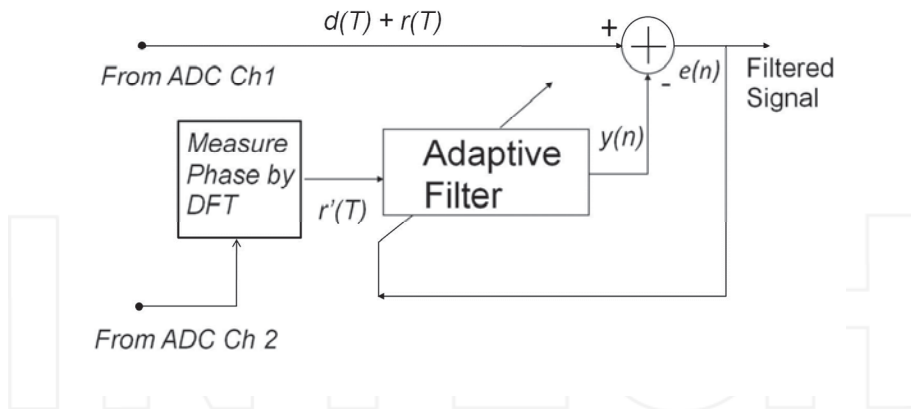 d(T) + r(T)
+
From ADC Ch1
-
e(n)
Filtered
Signal
Measure
Phase by
DFT
r'(T)
Adaptive
Filter
y(n)
From ADC Ch 2